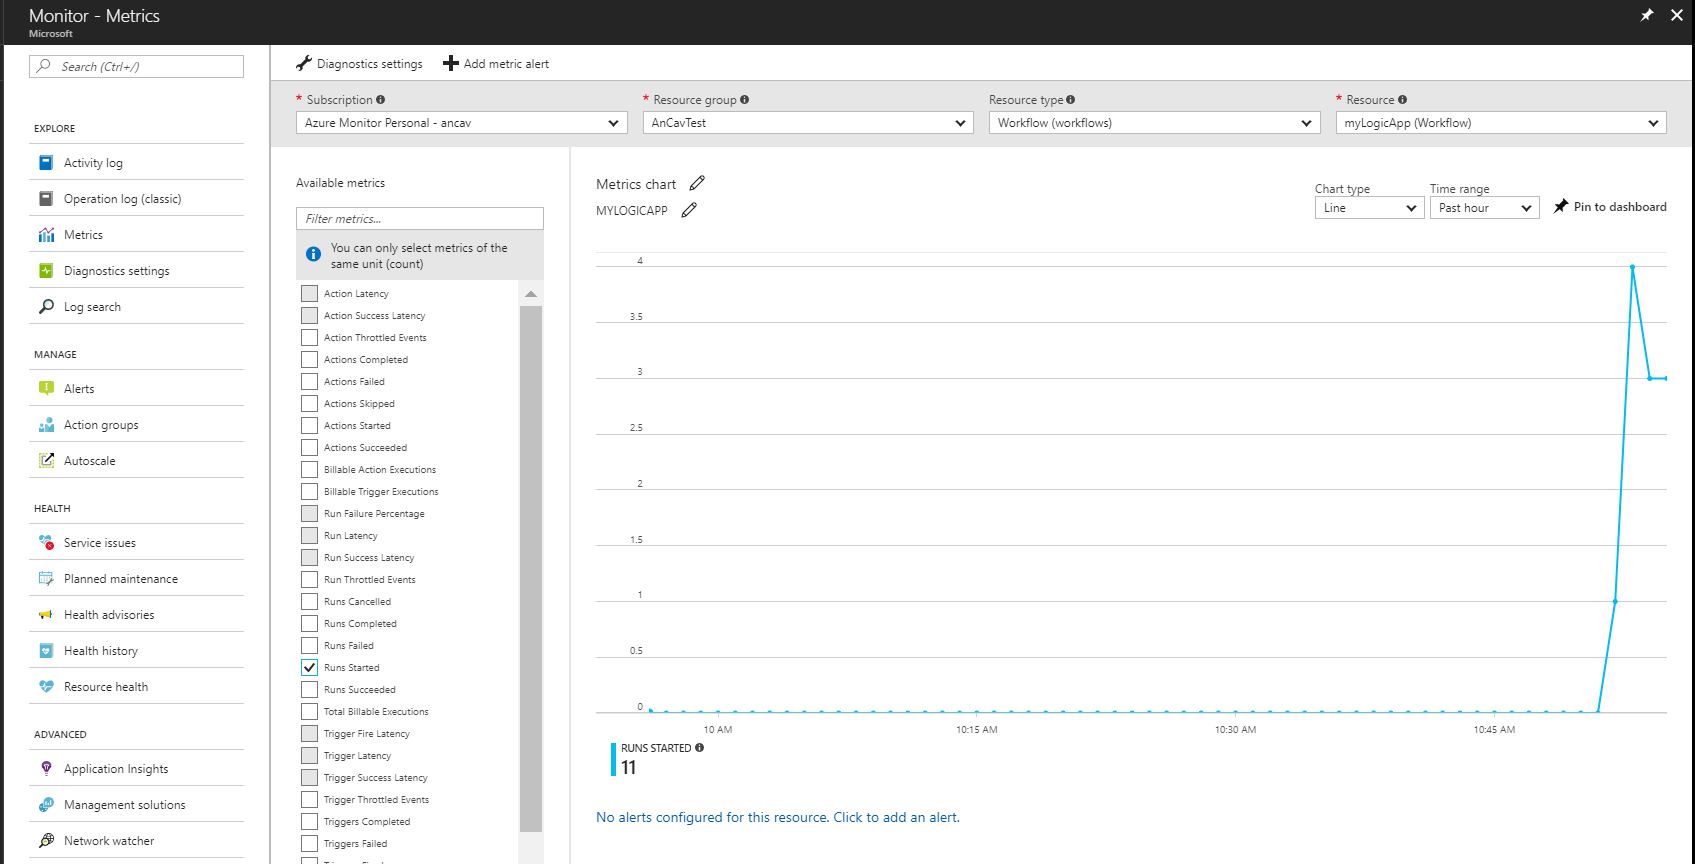 Monitor - Metrics
Microsoft
Search (Ctrl+/)
EXPLORE
Activity log
Operation log (classic)
Metrics
Diagnostics settings
Log search
MANAGE
Alerts
Action groups
Autoscale
HEALTH
Service issues
Planned maintenance
Health advisories
Health history
Resource health
ADVANCED
Application Insights
Management solutions
Network watcher
Diagnostics settings
Add metric alert
* Subscription
Azure Monitor Personal - ancav
* Resource group
AnCavTest
Resource type
Workflow (workflows)
* Resource
myLogicApp (Workflow)
Available metrics
Filter metrics...
You can only select metrics of the
same unit (count)
Action Latency
Action Success Latency
Action Throttled Events
Actions Completed
Actions Failed
Actions Skipped
Actions Started
Actions Succeeded
Billable Action Executions
Billable Trigger Executions
Run Failure Percentage
Run Latency
Run Success Latency
Run Throttled Events
Runs Cancelled
Runs Completed
Runs Failed
Runs Started
Runs Succeeded
Total Billable Executions
Trigger Fire Latency
Trigger Latency
Trigger Success Latency
Trigger Throttled Events
Triggers Completed
Triggers Failed
Metrics chart
MYLOGICAPP
Chart type
Line
Time range
Past hour
Pin to dashboard
4
3.5
3
2.5
2
1.5
1
0.5
0
10 AM
10:15 AM
10:30 AM
10:45 AM
RUNS STARTED
11
No alerts configured for this resource. Click to add an alert.